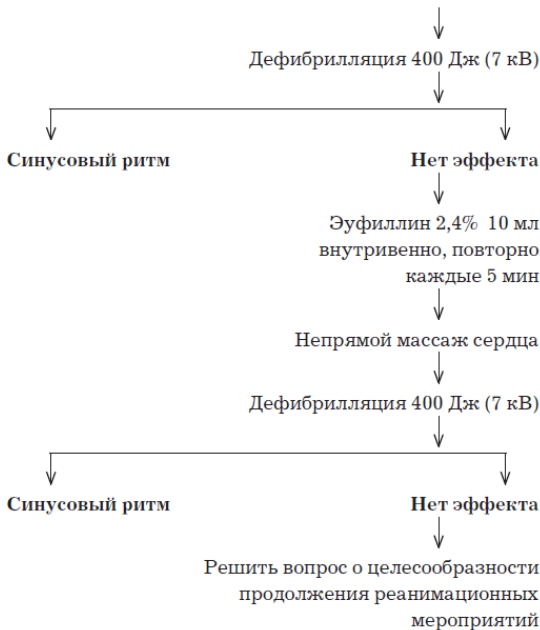 Дефибрилляция 400 Дж (7 кВ)
Синусовый ритм
Нет эффекта
Эуфиллин 2,4% 10 мл
внутривенно, повторно
каждые 5 мин
Непрямой массаж сердца
Дефибрилляция 400 Дж (7 кВ)
Синусовый ритм
Нет эффекта
Решить вопрос о целесообразности
продолжения реанимационных
мероприятий